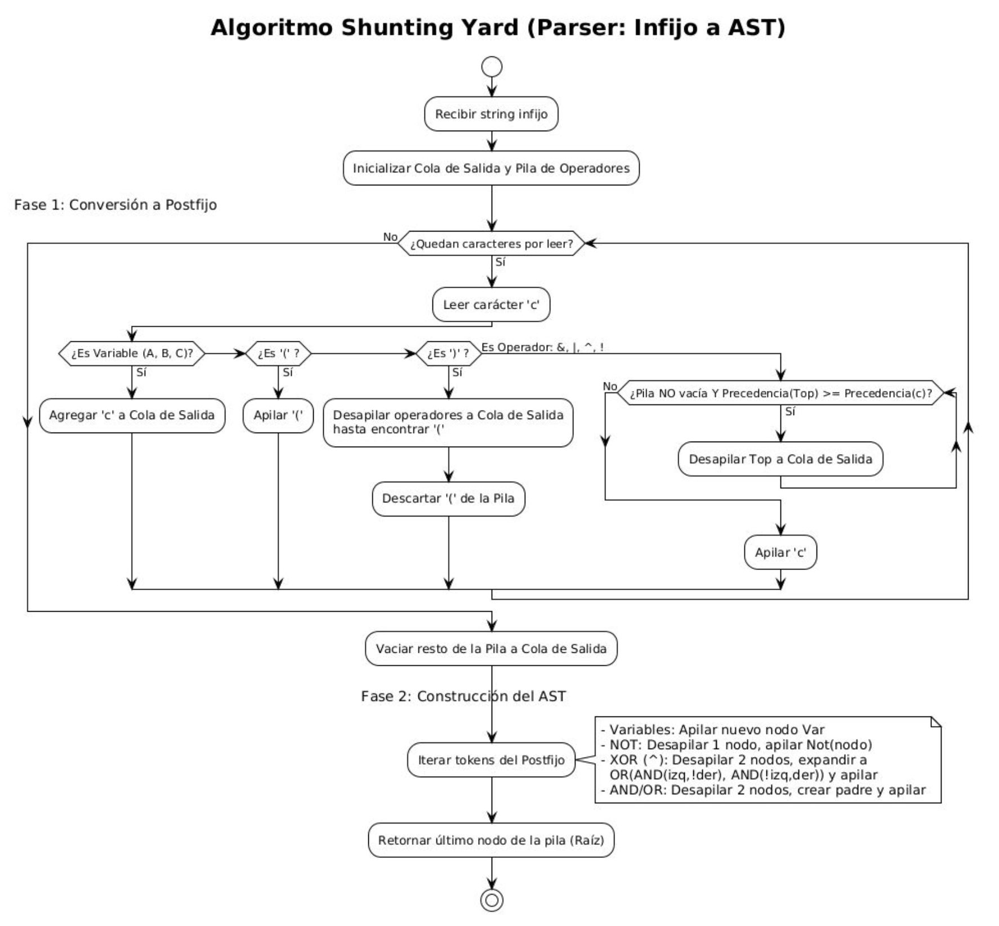 Algoritmo Shunting Yard (Parser: Infijo a AST)
Recibir string infijo
Inicializar Cola de Salida y Pila de Operadores
Fase 1: Conversión a Postfijo
No
¿Quedan caracteres por leer?
Sí
Leer carácter 'c'
¿Es Variable (A, B, C)?
¿Es '(' ?
¿Es ')' ?
Es Operador: &, |, ^, !
Sí
Sí
Sí
No
¿Pila NO vacía Y Precedencia(Top) >= Precedencia(c)?
Sí
Agregar 'c' a Cola de Salida
Apilar '('
Desapilar operadores a Cola de Salida
hasta encontrar '('
Desapilar Top a Cola de Salida
Descartar '(' de la Pila
Apilar 'c'
Vaciar resto de la Pila a Cola de Salida
Fase 2: Construcción del AST
Iterar tokens del Postfijo
- Variables: Apilar nuevo nodo Var
- NOT: Desapilar 1 nodo, apilar Not(nodo)
- XOR (^): Desapilar 2 nodos, expandir a
OR(AND(izq,!der), AND(!izq,der)) y apilar
- AND/OR: Desapilar 2 nodos, crear padre y apilar
Retornar último nodo de la pila (Raíz)